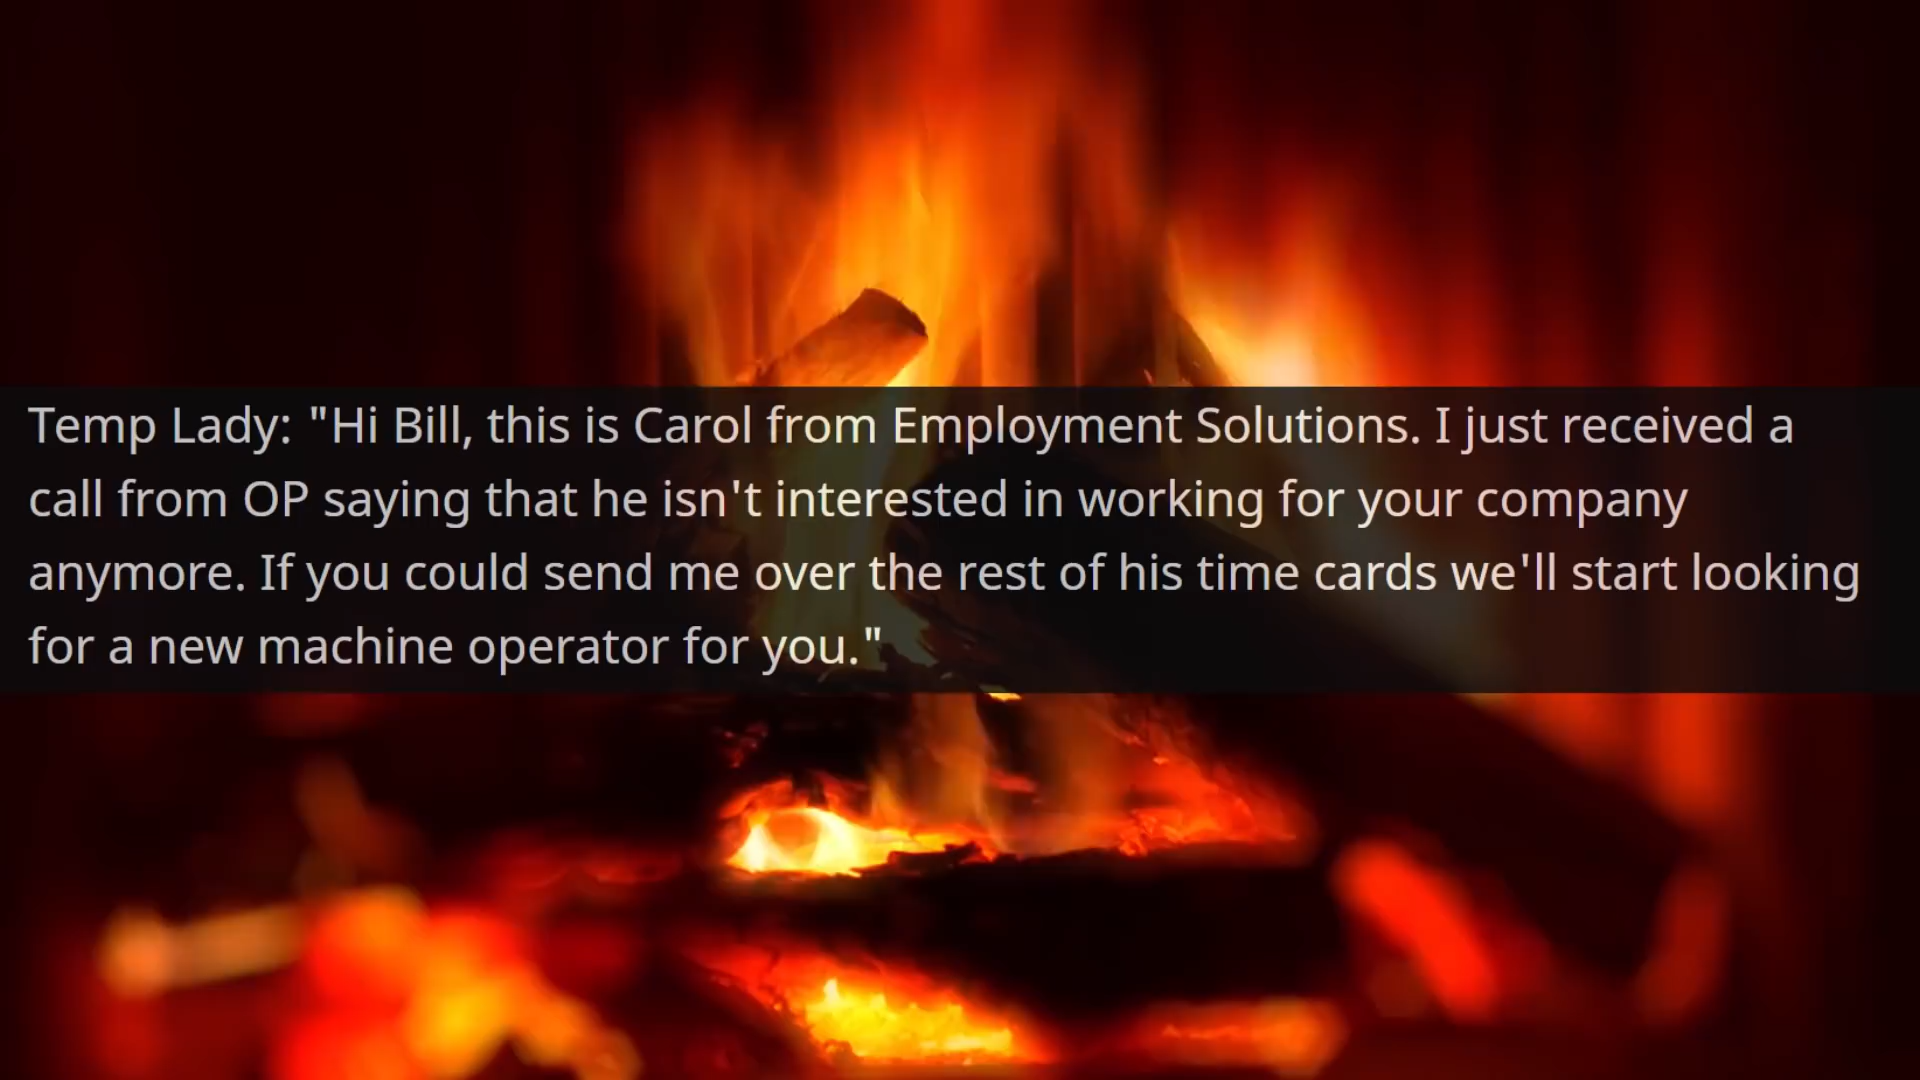 Temp Lady: "Hi Bill, this is Carol from Employment Solutions. I just received a
call from OP saying that he isn't interested in working for your company
anymore. If you could send me over the rest of his time cards we'll start looking
for a new machine operator for you."